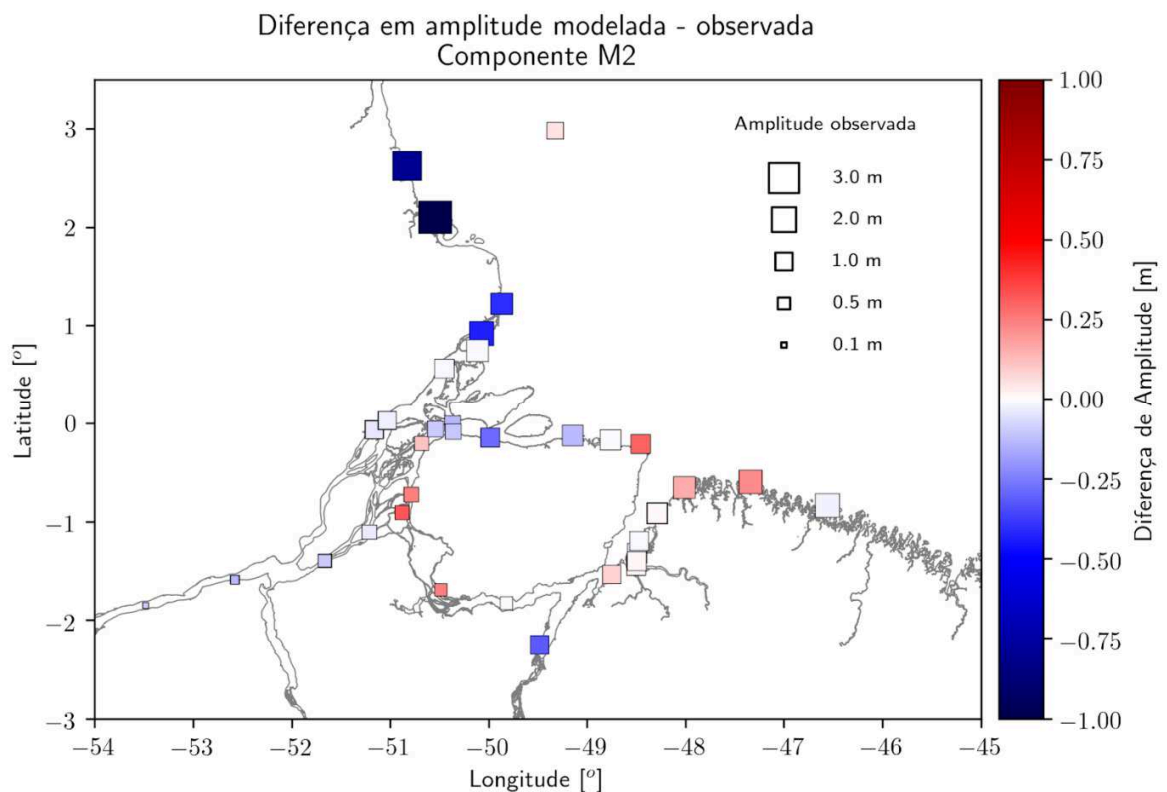 Diferença em amplitude modelada - observada
Componente M2
Amplitude observada
3.0 m
2.0 m
1.0 m
0.5 m
0.1 m
3
2
1
0
−1
−2
−3
Latitude [°]
−54 −53 −52 −51 −50 −49 −48 −47 −46 −45
Longitude [°]
1.00
0.75
0.50
0.25
0.00
−0.25
−0.50
−0.75
−1.00
Diferença de Amplitude [m]